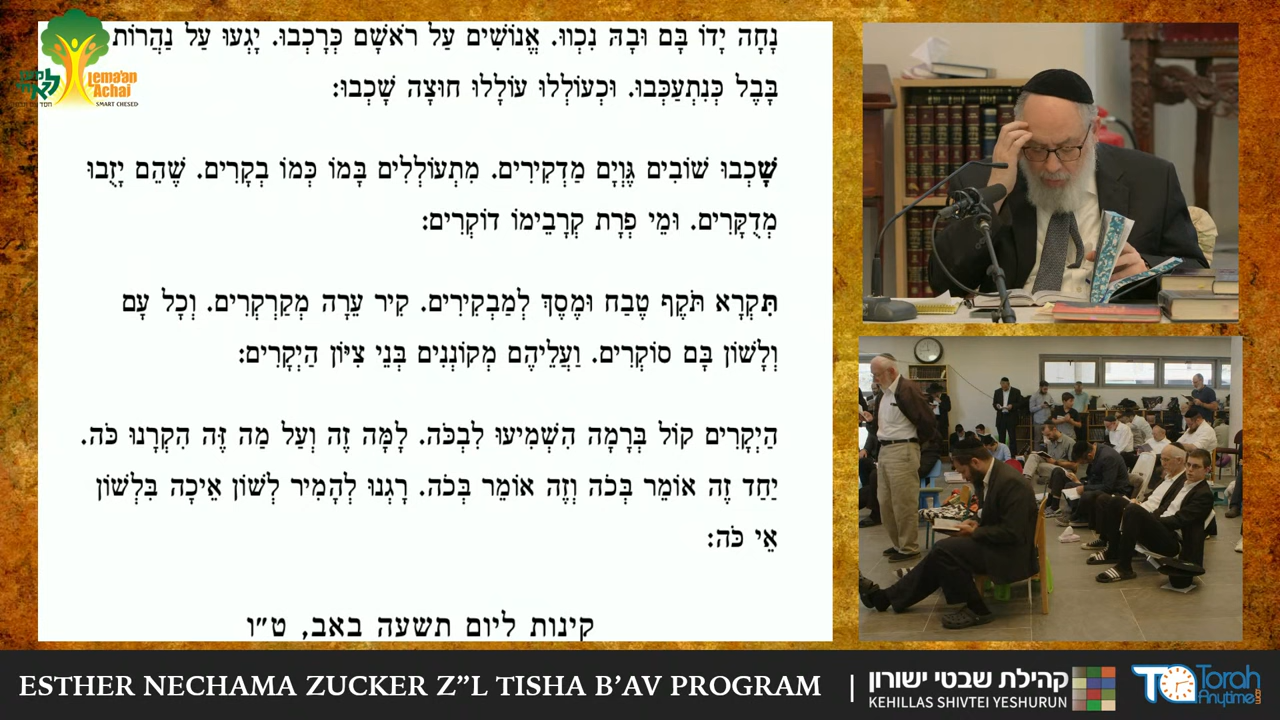 נָחָה יָדוֹ בָּם וּבָהּ נִכְווּ. אֱנוֹשִׁים עַל רֹאשָׁם כְּרָכְבוּ. יָגְעוּ עַל נַהֲרוֹת
בָּבֶל כְּנִתְעַכְּבוּ. וּכְעוֹלְלוּ עוֹלָלוּ חוּצָה שָׁכְבוּ:
שָׁכְבוּ שׁוֹבִים גֶּוְיָם מַדְקִירִים. מִתְעוֹלְלִים בָּמוֹ כְּמוֹ בְקָרִים. שֶׁהֵם יָזֻבוּ
מְדֻקָּרִים. וּמֵי פְרָת קְרָבֵימוֹ דוֹקְרִים:
תִּקְרָא תֹּקֶף טֶבַח וּמֶסֶךְ לְמַבְקִירִים. קִיר עֵרָה מְקַרְקְרִים. וְכָל עָם
וְלָשׁוֹן בָּם סוֹקְרִים. וַעֲלֵיהֶם מְקוֹנְנִים בְּנֵי צִיּוֹן הַיְקָרִים:
הַיְקָרִים קוֹל בְּרָמָה הִשְׁמִיעוּ לִבְכֹּה. לָמָּה זֶה וְעַל מַה זֶּה הִקְרָנוּ כֹּה.
יַחַד זֶה אוֹמֵר בְּכֹה וְזֶה אוֹמֵר בְּכֹה. רָגְנוּ לְהָמִיר לְשׁוֹן אֵיכָה בִּלְשׁוֹן
אֵי כֹּה:
קינות ליום תשעה באב, ט"ו
Lema'an
Achai
SMART CHESED
ESTHER NECHAMA ZUCKER Z"L TISHA B'AV PROGRAM
קהילת שבטי ישורון
KEHILLAS SHIVTEI YESHURUN
Torah
Anytime